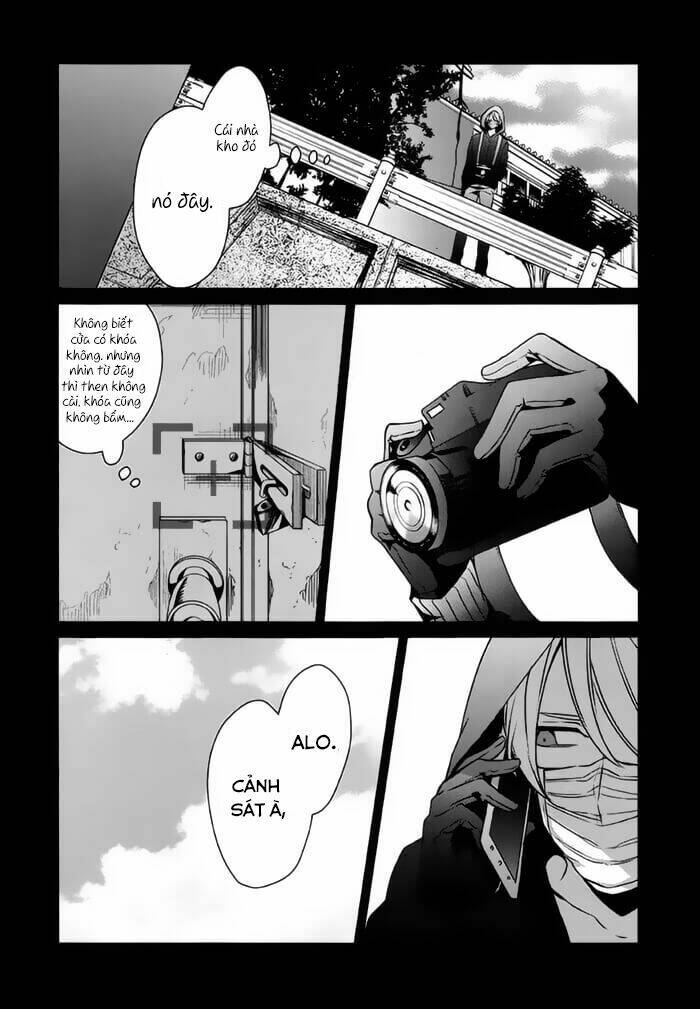 Cái nhà
kho đó
nó đây.
Không biết
cửa có khóa
không. nhưng
nhìn từ đây
thì then không
cài. khóa cũng
không bẩm...
ALO.
CẢNH
SÁT À,